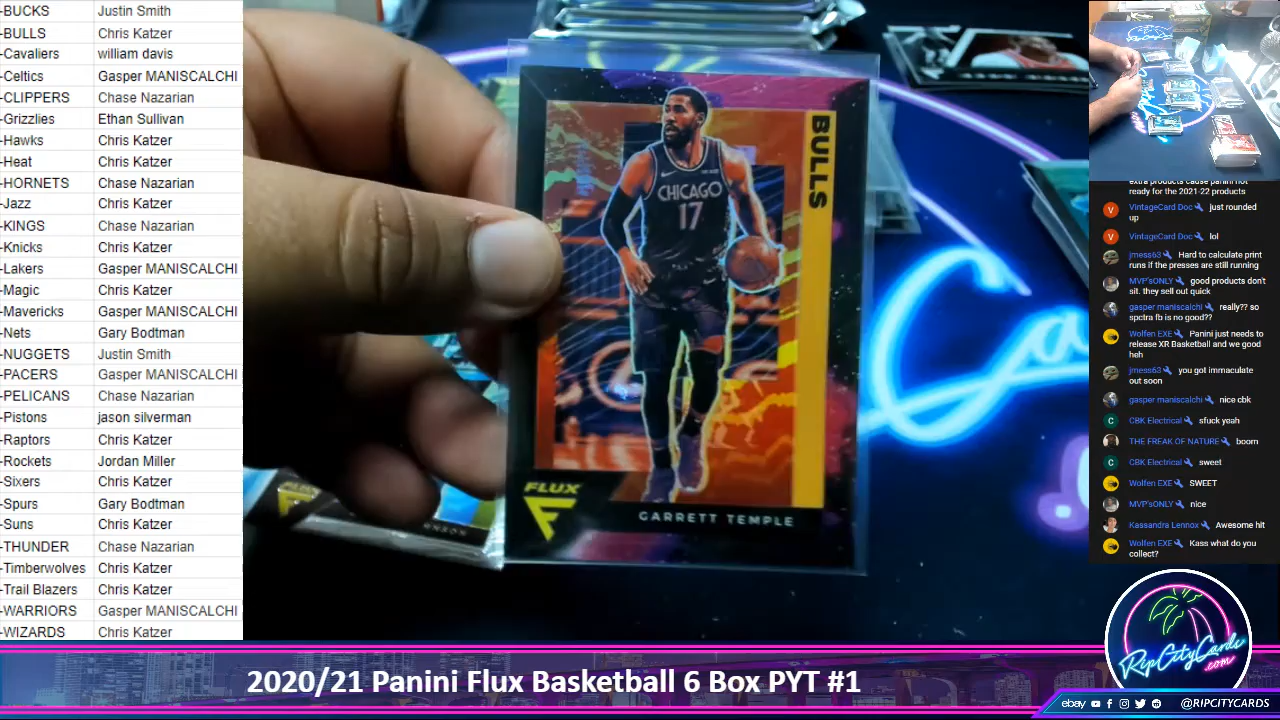 -BUCKS Justin Smith
-BULLS Chris Katzer
-Cavaliers william davis
-Celtics Gasper MANISCALCHI
-CLIPPERS Chase Nazarian
-Grizzlies Ethan Sullivan
-Hawks Chris Katzer
-Heat Chris Katzer
-HORNETS Chase Nazarian
-Jazz Chris Katzer
-KINGS Chase Nazarian
-Knicks Chris Katzer
-Lakers Gasper MANISCALCHI
-Magic Chris Katzer
-Mavericks Gasper MANISCALCHI
-Nets Gary Bodtman
-NUGGETS Justin Smith
-PACERS Gasper MANISCALCHI
-PELICANS Chase Nazarian
-Pistons jason silverman
-Raptors Chris Katzer
-Rockets Jordan Miller
-Sixers Chris Katzer
-Spurs Gary Bodtman
-Suns Chris Katzer
-THUNDER Chase Nazarian
-Timberwolves Chris Katzer
-Trail Blazers Chris Katzer
-WARRIORS Gasper MANISCALCHI
-WIZARDS Chris Katzer
BULLS
CHICAGO
17
FLUX
GARRETT TEMPLE
ready for the 2021-22 products
VintageCard Doc just rounded
up
VintageCard Doc lol
jmess63 Hard to calculate print
runs if the presses are still running
MVP'sONLY good products don't
sit. they sell out quick
gasper maniscalchi really?? so
spctra fb is no good??
Wolfen EXE Panini just needs to
release XR Basketball and we good
heh
jmess63 you got immaculate
out soon
gasper maniscalchi nice cbk
CBK Electrical sfuck yeah
THE FREAK OF NATURE boom
CBK Electrical sweet
Wolfen EXE SWEET
MVP'sONLY nice
Kassandra Lennox Awesome hit
Wolfen EXE Kass what do you
collect?
RipCityCards
.com
2020/21 Panini Flux Basketball 6 Box PYT #1
ebay @RIPCITYCARDS